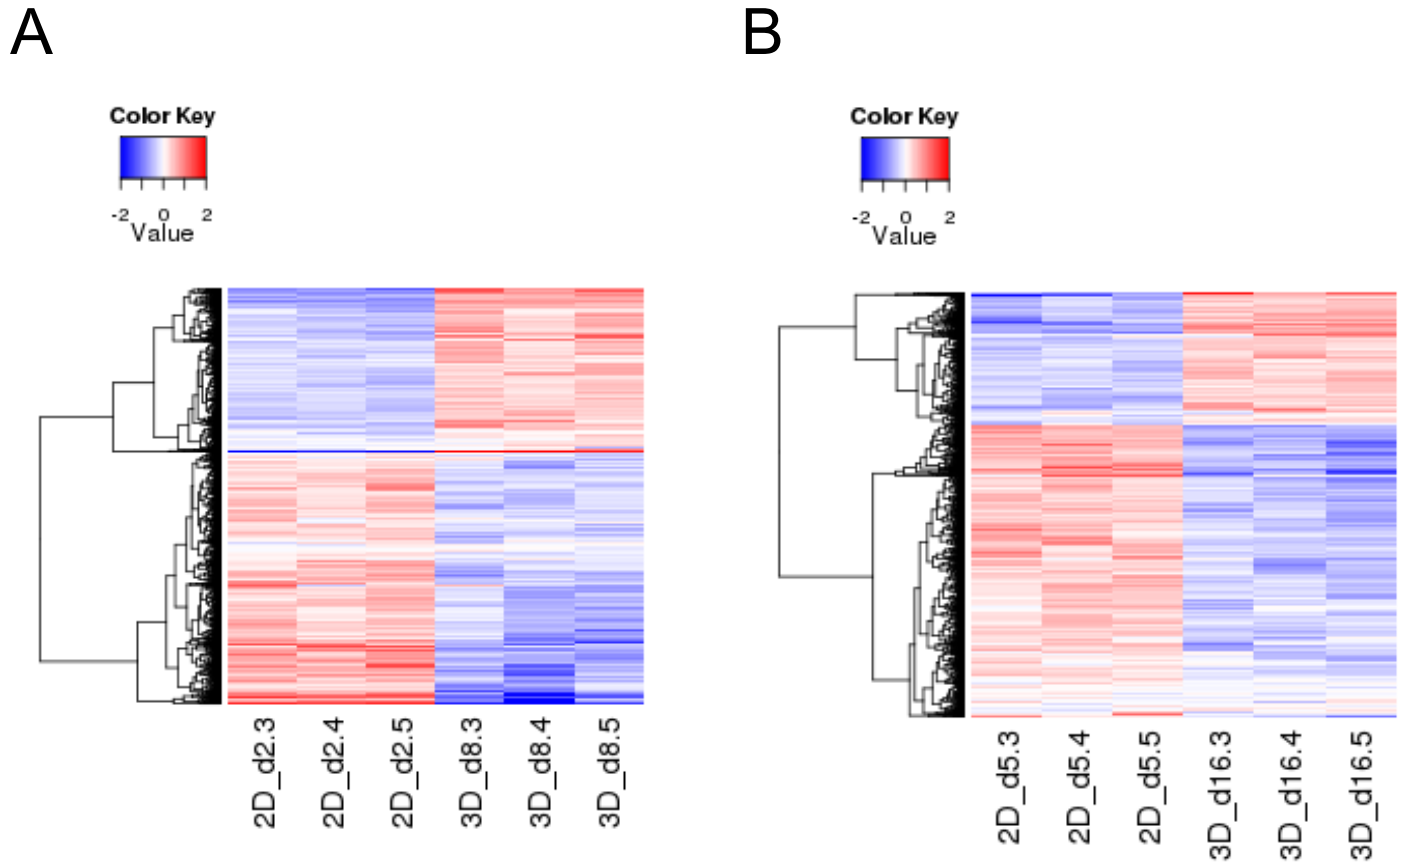 A
B
Color Key
-2 0 2
Value
Color Key
-2 0 2
Value
2D_d2.3
2D_d2.4
2D_d2.5
3D_d8.3
3D_d8.4
3D_d8.5
2D_d5.3
2D_d5.4
2D_d5.5
3D_d16.3
3D_d16.4
3D_d16.5